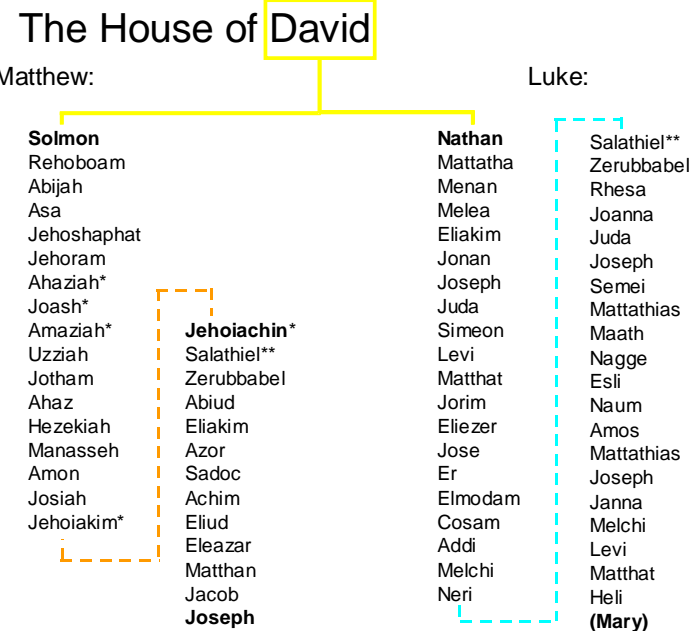 The House of David
Matthew:
Luke:
Solmon
Rehoboam
Abijah
Asa
Jehoshaphat
Jehoram
Ahaziah*
Joash*
Amaziah*
Uzziah
Jotham
Ahaz
Hezekiah
Manasseh
Amon
Josiah
Jehoiakim*
Jehoiachin*
Salathiel**
Zerubbabel
Abiud
Eliakim
Azor
Sadoc
Achim
Eliud
Eleazar
Matthan
Jacob
Joseph
Nathan
Mattatha
Menan
Melea
Eliakim
Jonan
Joseph
Juda
Simeon
Levi
Matthat
Jorim
Eliezer
Jose
Er
Elmodam
Cosam
Addi
Melchi
Neri
Salathiel**
Zerubbabel
Rhesa
Joanna
Juda
Joseph
Semei
Mattathias
Maath
Nagge
Esli
Naum
Amos
Mattathias
Joseph
Janna
Melchi
Levi
Matthat
Heli
(Mary)